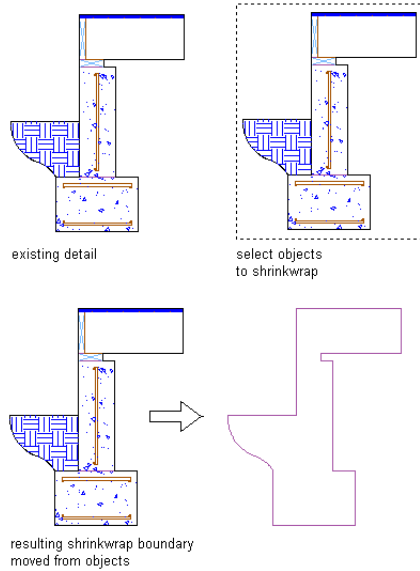 existing detail
select objects
to shrinkwrap
resulting shrinkwrap boundary
moved from objects